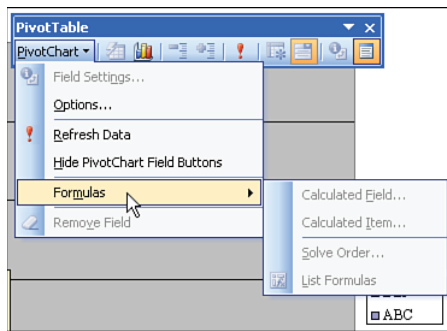 PivotTable
PivotChart
Field Settings...
Options...
Refresh Data
Hide PivotChart Field Buttons
Formulas
Remove Field
Calculated Field...
Calculated Item...
Solve Order...
List Formulas
ABC